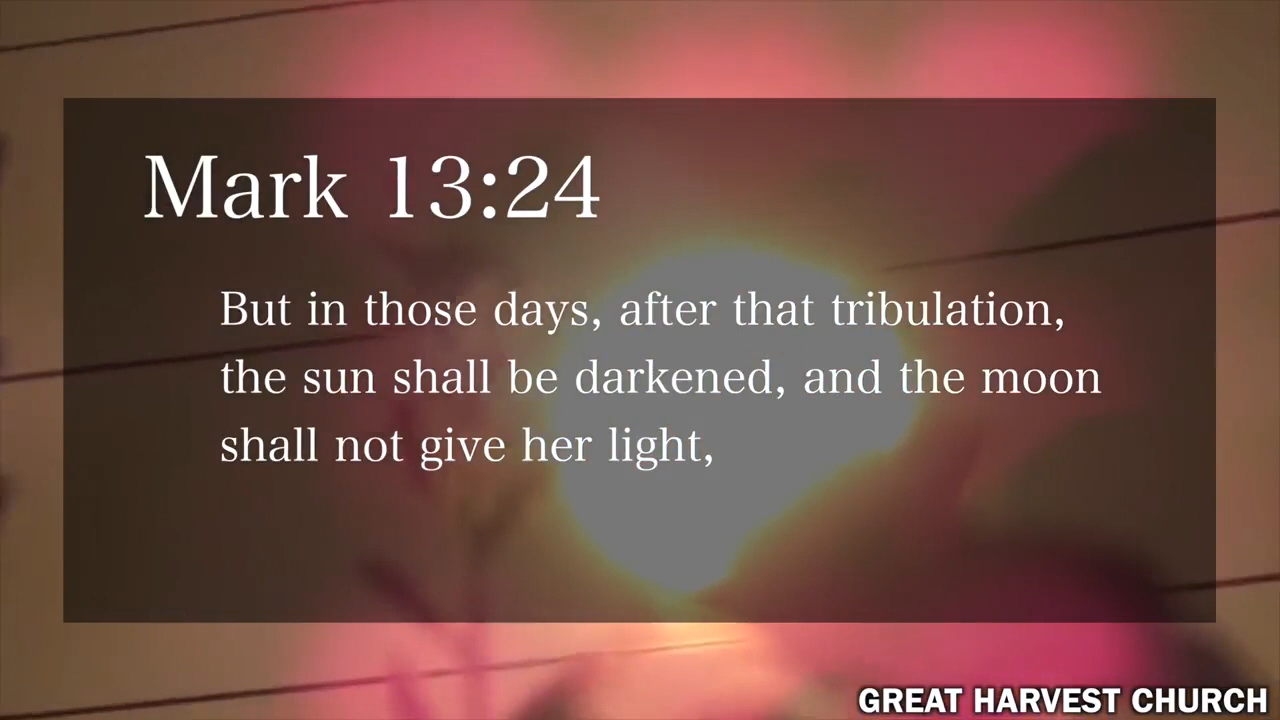 Mark 13:24
But in those days, after that tribulation,
the sun shall be darkened, and the moon
shall not give her light,
GREAT HARVEST CHURCH